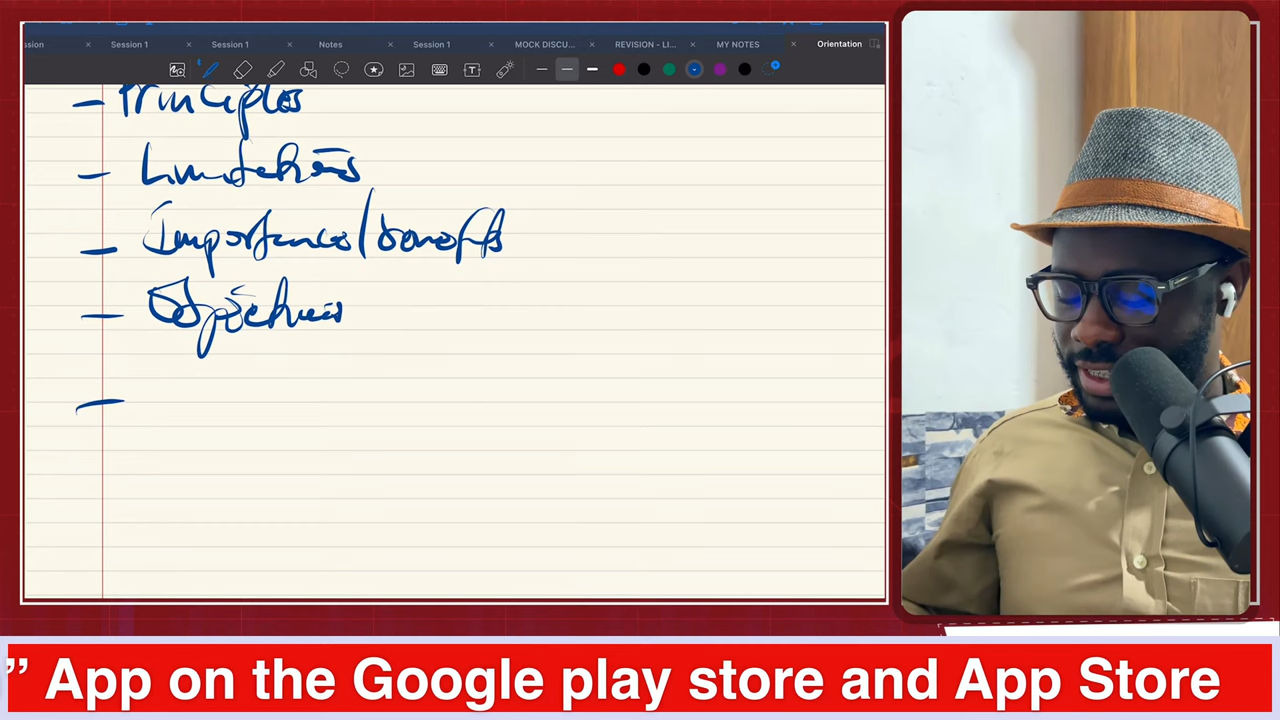 sion Session 1 Session 1 Notes Session 1 MOCK DISCU... REVISION - LI... MY NOTES Orientation
- Principles
- Limitations
- Importance/benefits
- Objectives
-
” App on the Google play store and App Store